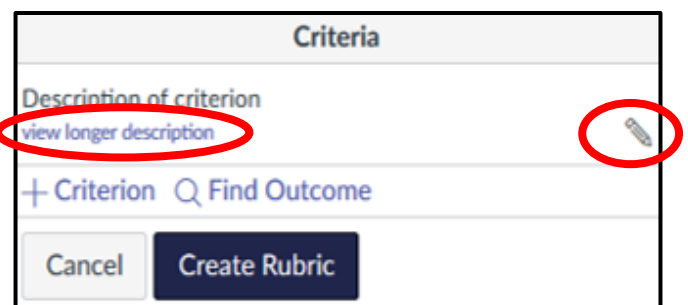 Criteria
Description of criterion
view longer description
+ Criterion Find Outcome
Cancel Create Rubric